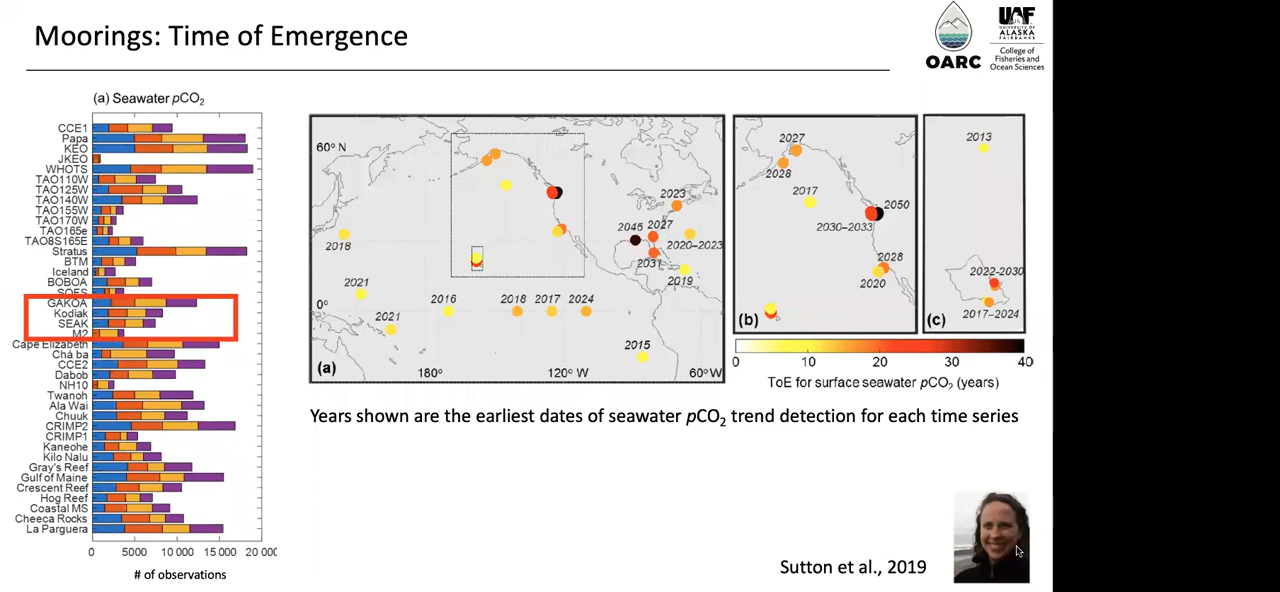 Moorings: Time of Emergence
OARC
UAF
UNIVERSITY OF
ALASKA
FAIRBANKS
College of
Fisheries and
Ocean Sciences
(a) Seawater pCO₂
CCE1
Papa
KEO
JKEO
WHOTS
TAO110W
TAO125W
TAO140W
TAO155W
TAO170W
TAO165e
TAO8S165E
Stratus
BTM
Iceland
BOBOA
SOFS
GAKOA
Kodiak
SEAK
M2
Cape Elizabeth
Chá ba
CCE2
Dabob
NH10
Twanoh
Ala Wai
Chuuk
CRIMP2
CRIMP1
Kaneohe
Kilo Nalu
Gray's Reef
Gulf of Maine
Crescent Reef
Hog Reef
Coastal MS
Cheeca Rocks
La Parguera
0 5000 10 000 15 000 20 000
# of observations
60° N
0°
180° 120° W 60° W
(a)
2018
2021
2021
2016
2018
2017
2024
2015
2023
2045
2027
2031
2020–2023
2019
(b)
2027
2028
2017
2050
2030–2033
2028
2020
(c)
2013
2022-2030
2017–2024
0 10 20 30 40
ToE for surface seawater pCO₂ (years)
Years shown are the earliest dates of seawater pCO₂ trend detection for each time series
Sutton et al., 2019